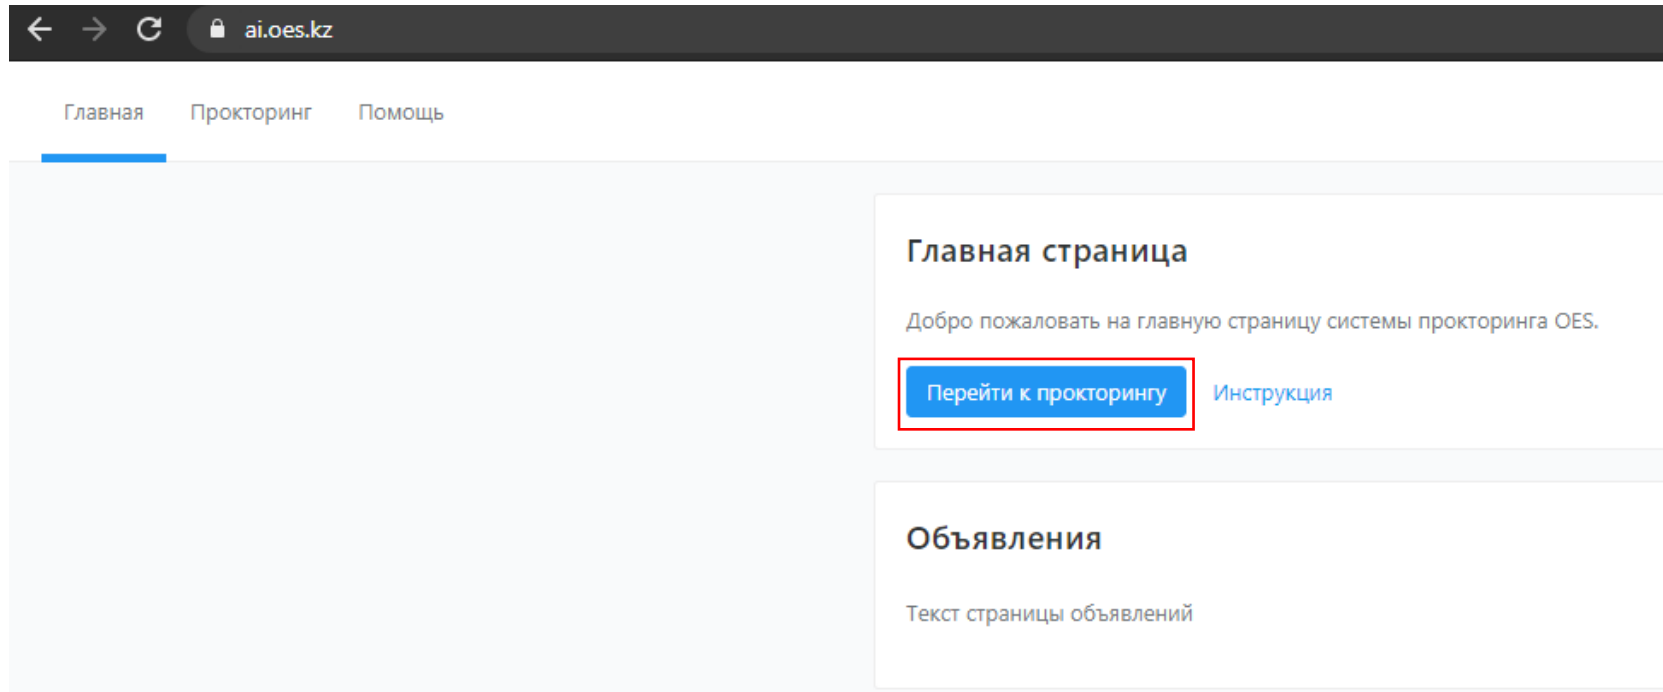 ai.oes.kz
Главная Прокторинг Помощь
Главная страница
Добро пожаловать на главную страницу системы прокторинга OES.
Перейти к прокторингу Инструкция
Объявления
Текст страницы объявлений